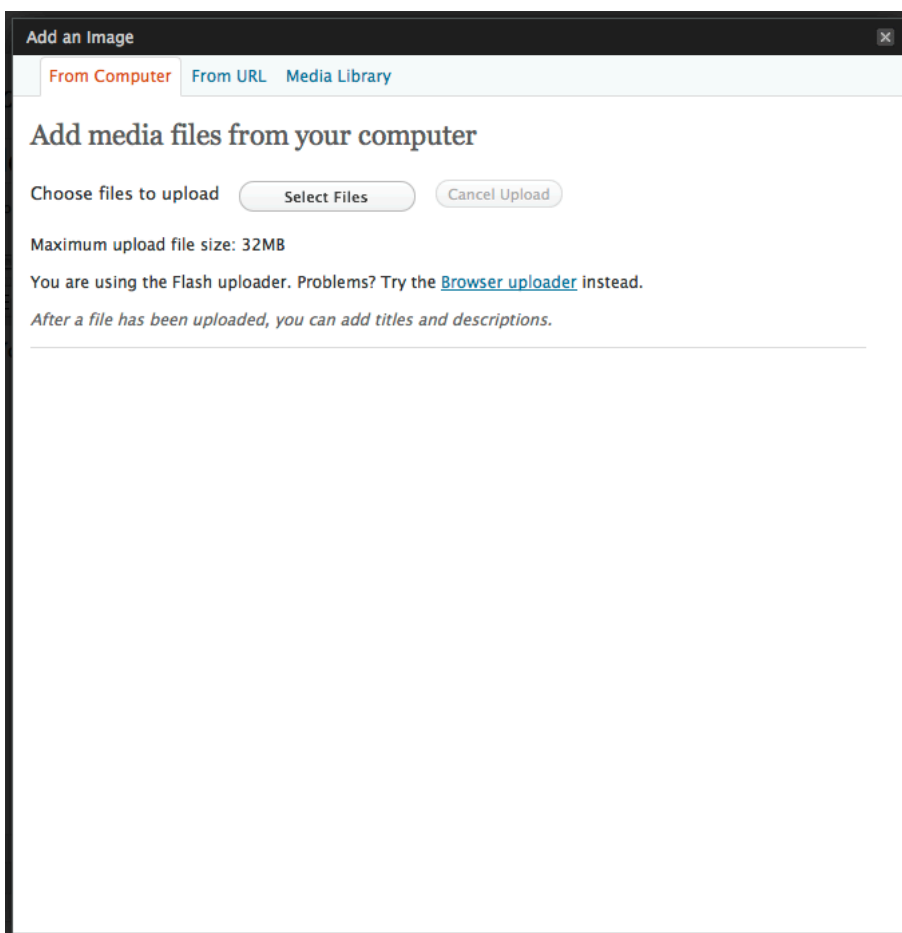 Add an Image
From Computer From URL Media Library
Add media files from your computer
Choose files to upload Select Files Cancel Upload
Maximum upload file size: 32MB
You are using the Flash uploader. Problems? Try the Browser uploader instead.
After a file has been uploaded, you can add titles and descriptions.